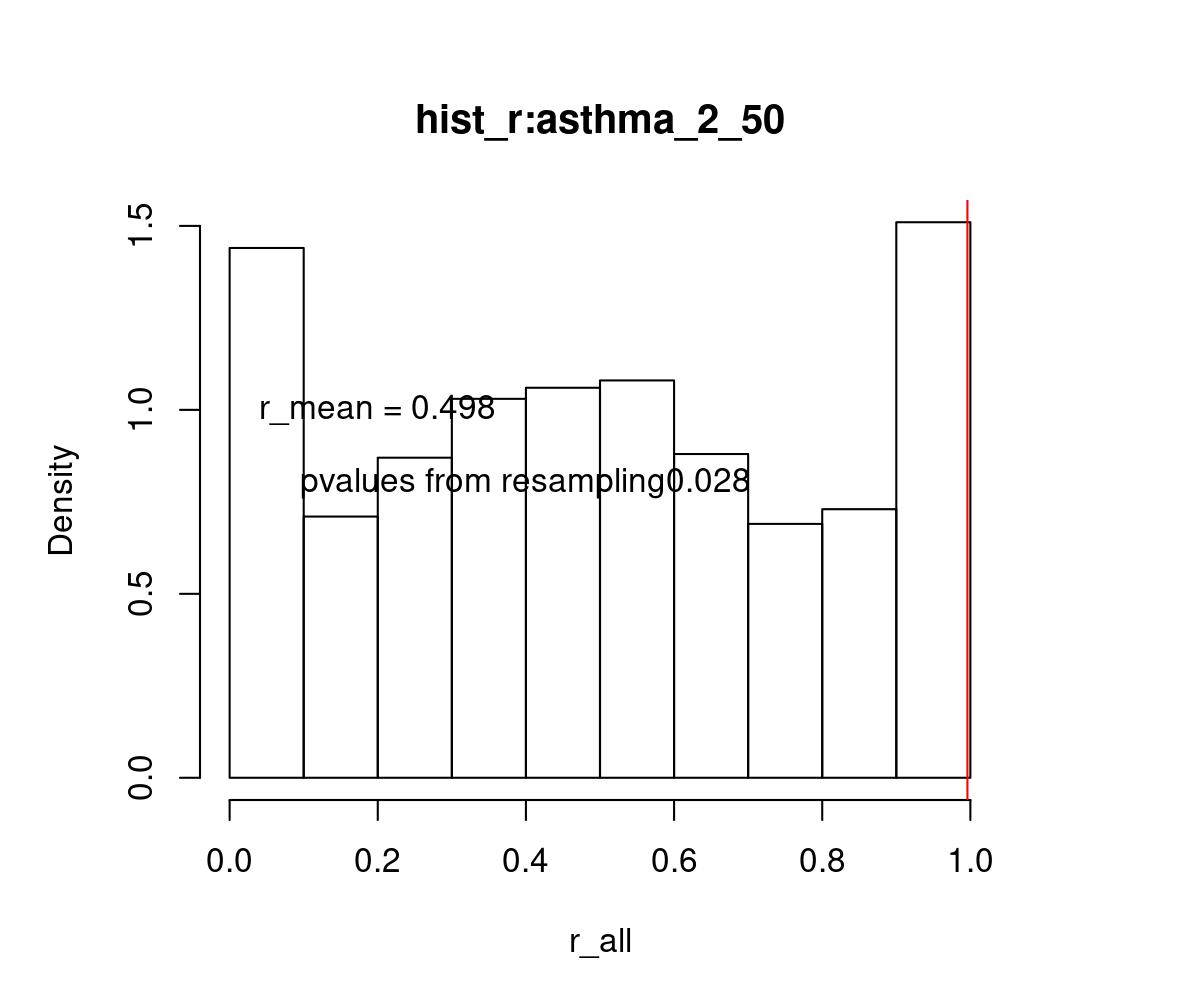 hist_r:asthma_2_50
1.5
1.0
0.5
0.0
Density
r_mean = 0.498
pvalues from resampling0.028
0.0 0.2 0.4 0.6 0.8 1.0
r_all